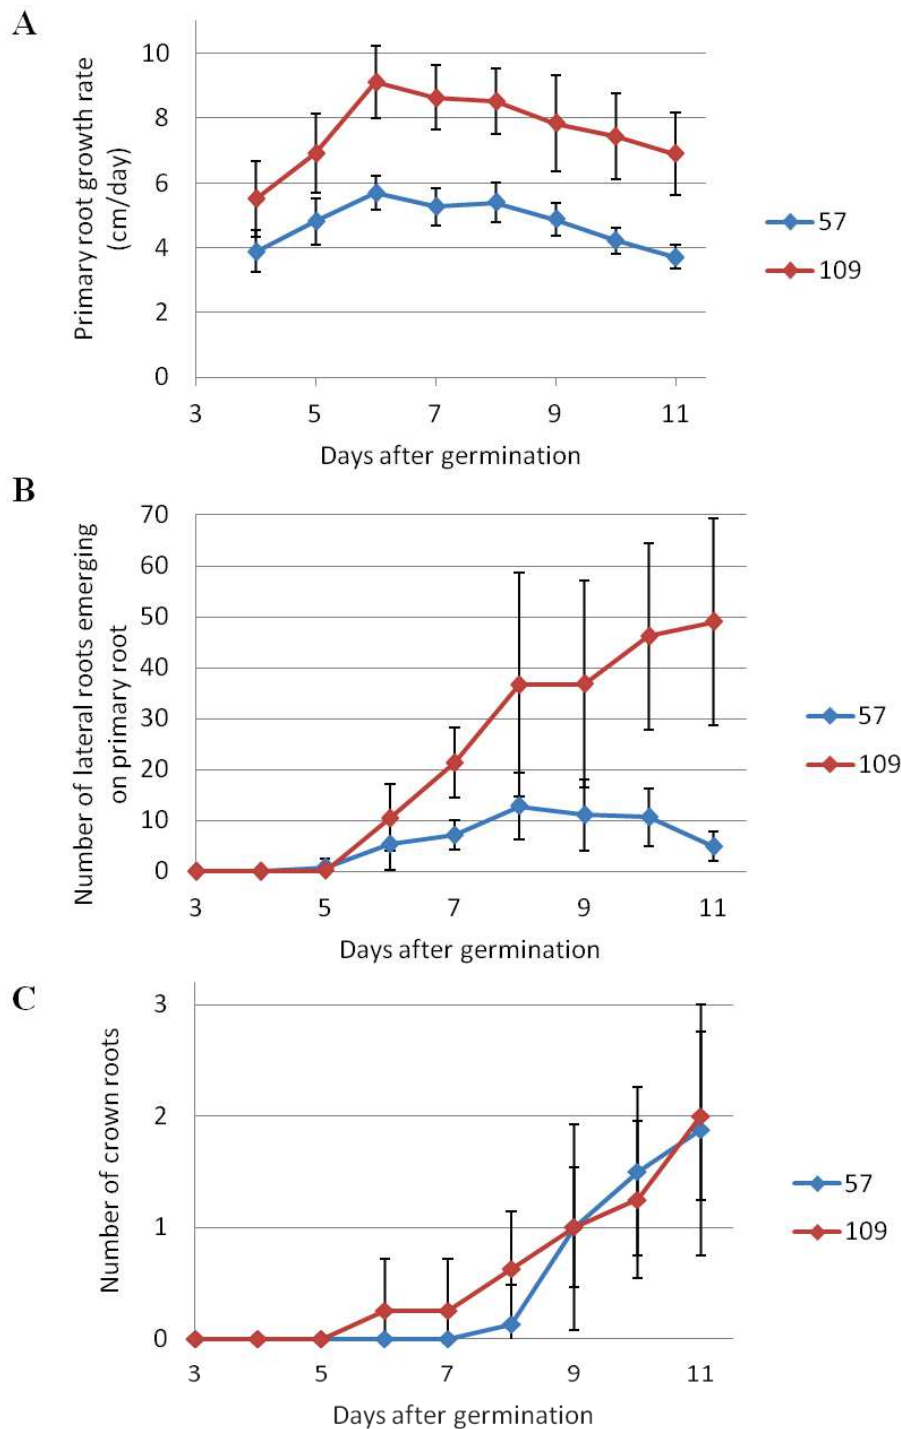 A
Primary root growth rate
(cm/day)
10
8
6
4
2
0
3 5 7 9 11
Days after germination
57
109
B
Number of lateral roots emerging
on primary root
70
60
50
40
30
20
10
0
3 5 7 9 11
Days after germination
57
109
C
Number of crown roots
3
2
1
0
3 5 7 9 11
Days after germination
57
109